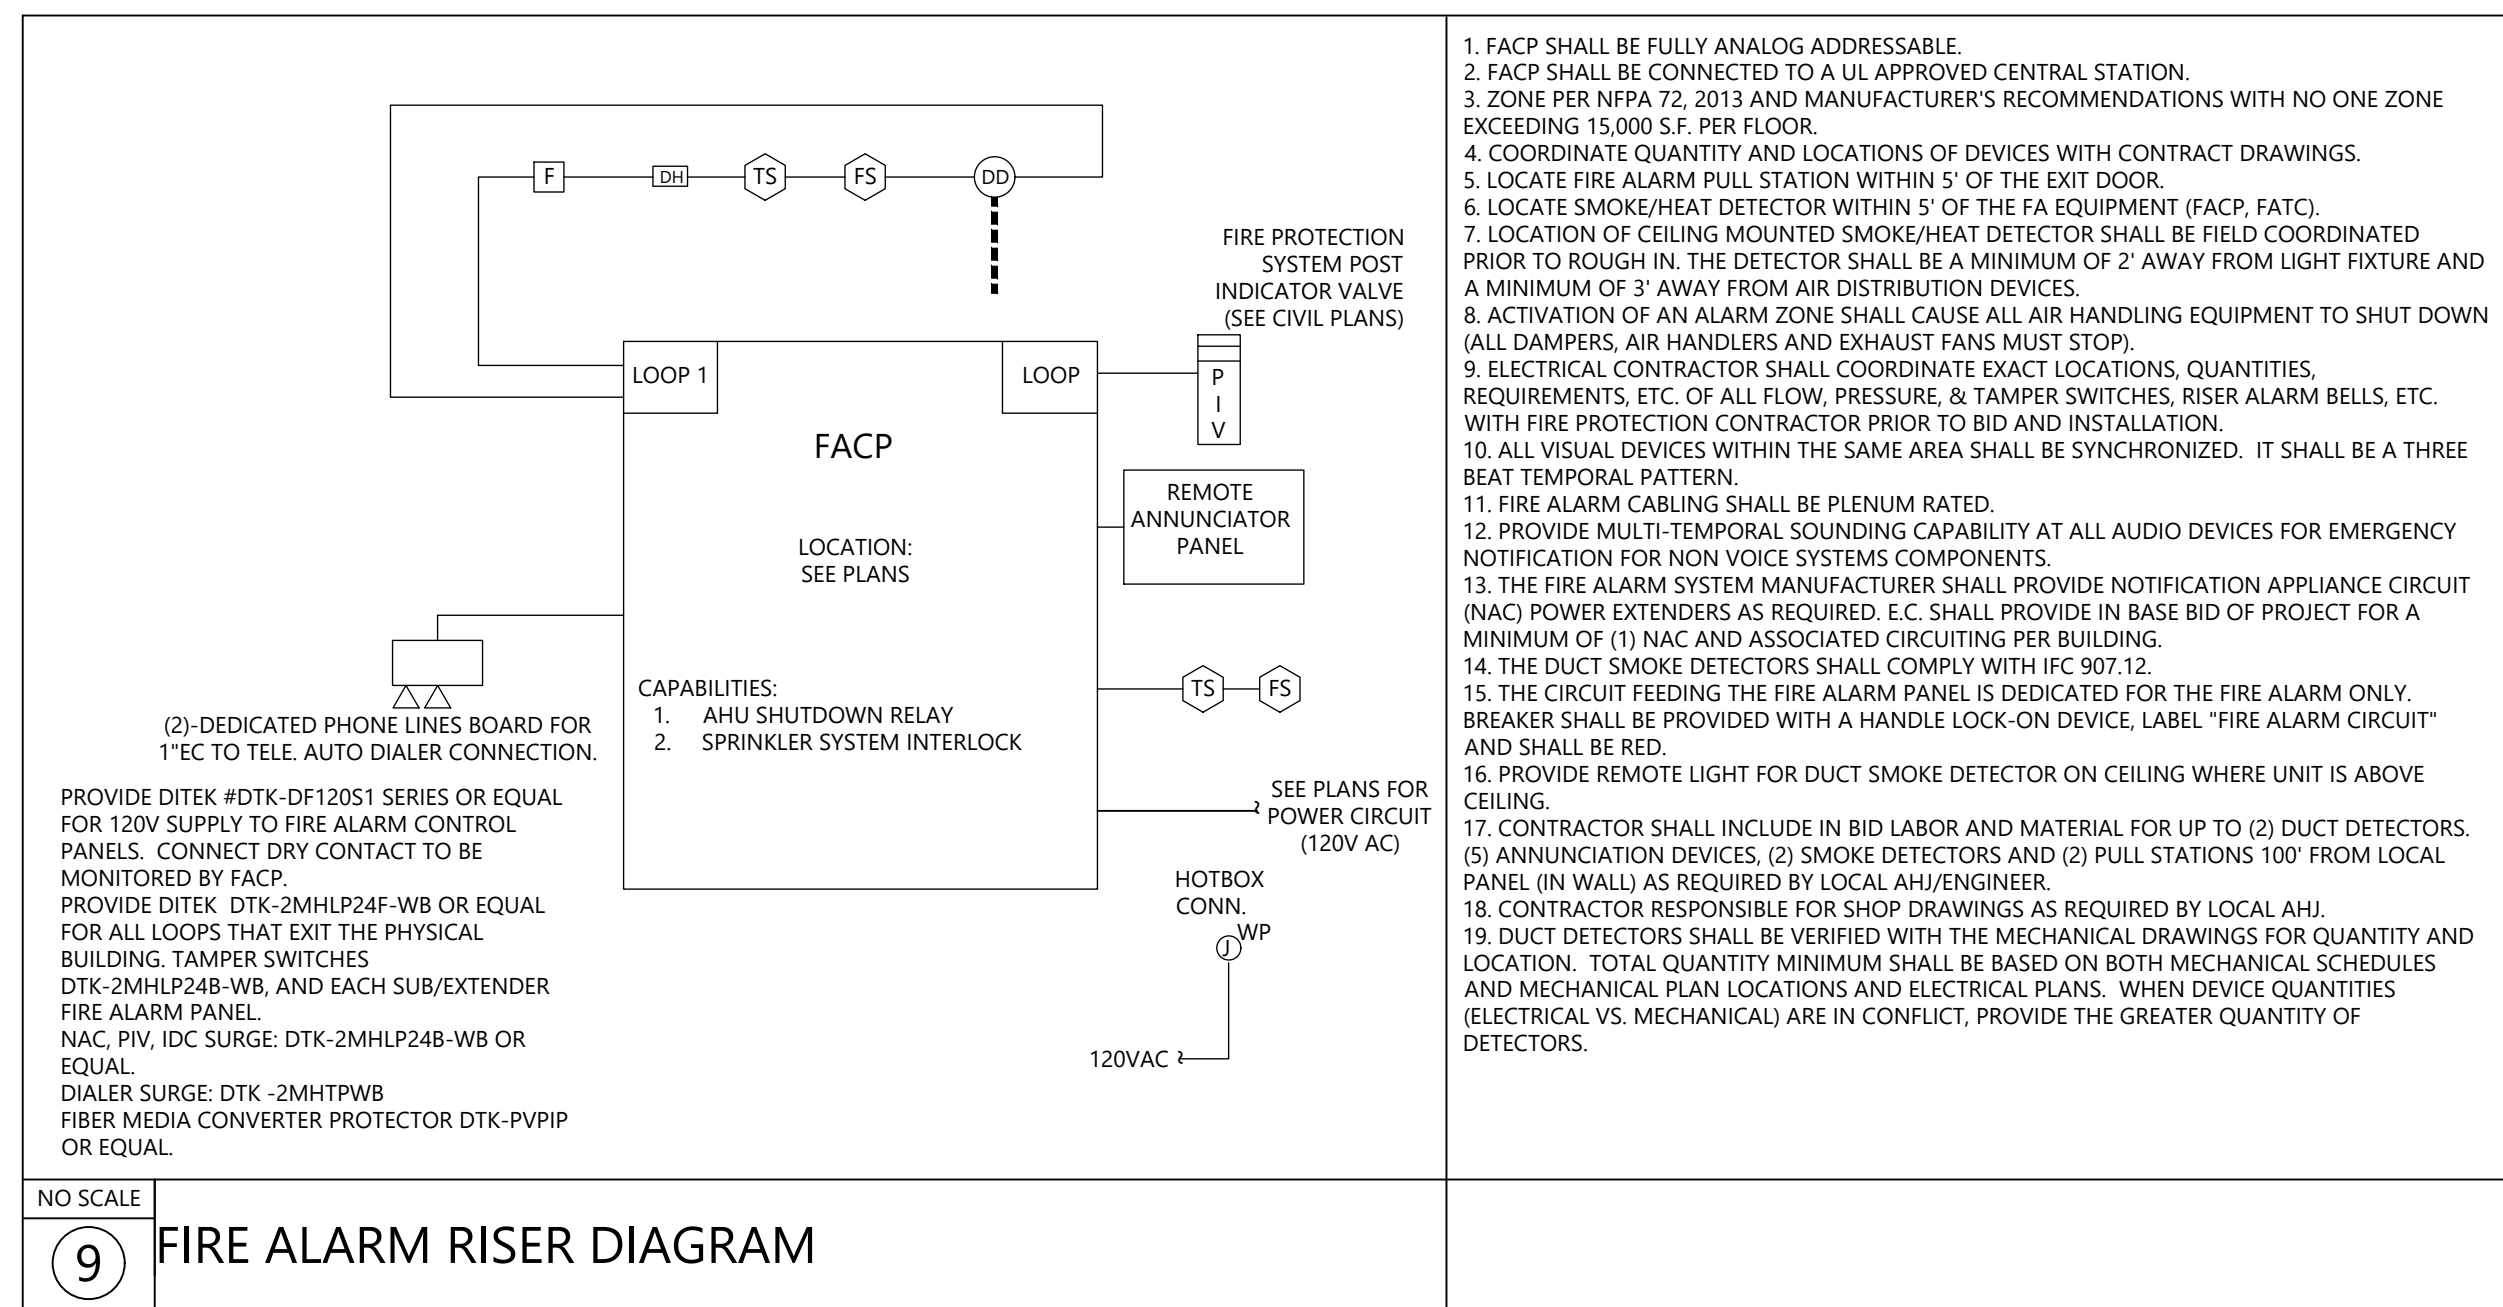 F
DH
TS
FS
DD
FIRE PROTECTION
SYSTEM POST
INDICATOR VALVE
(SEE CIVIL PLANS)
LOOP 1
LOOP
P
I
V
FACP
REMOTE
ANNUNCIATOR
PANEL
LOCATION:
SEE PLANS
CAPABILITIES:
1. AHU SHUTDOWN RELAY
2. SPRINKLER SYSTEM INTERLOCK
TS
FS
(2)-DEDICATED PHONE LINES BOARD FOR
1"EC TO TELE. AUTO DIALER CONNECTION.
SEE PLANS FOR
POWER CIRCUIT
(120V AC)
HOTBOX
CONN.
WP
J
120VAC
PROVIDE DITEK #DTK-DF120S1 SERIES OR EQUAL
FOR 120V SUPPLY TO FIRE ALARM CONTROL
PANELS. CONNECT DRY CONTACT TO BE
MONITORED BY FACP.
PROVIDE DITEK DTK-2MHLP24F-WB OR EQUAL
FOR ALL LOOPS THAT EXIT THE PHYSICAL
BUILDING. TAMPER SWITCHES
DTK-2MHLP24B-WB, AND EACH SUB/EXTENDER
FIRE ALARM PANEL.
NAC, PIV, IDC SURGE: DTK-2MHLP24B-WB OR
EQUAL.
DIALER SURGE: DTK -2MHTPWB
FIBER MEDIA CONVERTER PROTECTOR DTK-PVPIP
OR EQUAL.
1. FACP SHALL BE FULLY ANALOG ADDRESSABLE.
2. FACP SHALL BE CONNECTED TO A UL APPROVED CENTRAL STATION.
3. ZONE PER NFPA 72, 2013 AND MANUFACTURER'S RECOMMENDATIONS WITH NO ONE ZONE
EXCEEDING 15,000 S.F. PER FLOOR.
4. COORDINATE QUANTITY AND LOCATIONS OF DEVICES WITH CONTRACT DRAWINGS.
5. LOCATE FIRE ALARM PULL STATION WITHIN 5' OF THE EXIT DOOR.
6. LOCATE SMOKE/HEAT DETECTOR WITHIN 5' OF THE FA EQUIPMENT (FACP, FATC).
7. LOCATION OF CEILING MOUNTED SMOKE/HEAT DETECTOR SHALL BE FIELD COORDINATED
PRIOR TO ROUGH IN. THE DETECTOR SHALL BE A MINIMUM OF 2' AWAY FROM LIGHT FIXTURE AND
A MINIMUM OF 3' AWAY FROM AIR DISTRIBUTION DEVICES.
8. ACTIVATION OF AN ALARM ZONE SHALL CAUSE ALL AIR HANDLING EQUIPMENT TO SHUT DOWN
(ALL DAMPERS, AIR HANDLERS AND EXHAUST FANS MUST STOP).
9. ELECTRICAL CONTRACTOR SHALL COORDINATE EXACT LOCATIONS, QUANTITIES,
REQUIREMENTS, ETC. OF ALL FLOW, PRESSURE, & TAMPER SWITCHES, RISER ALARM BELLS, ETC.
WITH FIRE PROTECTION CONTRACTOR PRIOR TO BID AND INSTALLATION.
10. ALL VISUAL DEVICES WITHIN THE SAME AREA SHALL BE SYNCHRONIZED. IT SHALL BE A THREE
BEAT TEMPORAL PATTERN.
11. FIRE ALARM CABLING SHALL BE PLENUM RATED.
12. PROVIDE MULTI-TEMPORAL SOUNDING CAPABILITY AT ALL AUDIO DEVICES FOR EMERGENCY
NOTIFICATION FOR NON VOICE SYSTEMS COMPONENTS.
13. THE FIRE ALARM SYSTEM MANUFACTURER SHALL PROVIDE NOTIFICATION APPLIANCE CIRCUIT
(NAC) POWER EXTENDERS AS REQUIRED. E.C. SHALL PROVIDE IN BASE BID OF PROJECT FOR A
MINIMUM OF (1) NAC AND ASSOCIATED CIRCUITING PER BUILDING.
14. THE DUCT SMOKE DETECTORS SHALL COMPLY WITH IFC 907.12.
15. THE CIRCUIT FEEDING THE FIRE ALARM PANEL IS DEDICATED FOR THE FIRE ALARM ONLY.
BREAKER SHALL BE PROVIDED WITH A HANDLE LOCK-ON DEVICE, LABEL "FIRE ALARM CIRCUIT"
AND SHALL BE RED.
16. PROVIDE REMOTE LIGHT FOR DUCT SMOKE DETECTOR ON CEILING WHERE UNIT IS ABOVE
CEILING.
17. CONTRACTOR SHALL INCLUDE IN BID LABOR AND MATERIAL FOR UP TO (2) DUCT DETECTORS.
(5) ANNUNCIATION DEVICES, (2) SMOKE DETECTORS AND (2) PULL STATIONS 100' FROM LOCAL
PANEL (IN WALL) AS REQUIRED BY LOCAL AHJ/ENGINEER.
18. CONTRACTOR RESPONSIBLE FOR SHOP DRAWINGS AS REQUIRED BY LOCAL AHJ.
19. DUCT DETECTORS SHALL BE VERIFIED WITH THE MECHANICAL DRAWINGS FOR QUANTITY AND
LOCATION. TOTAL QUANTITY MINIMUM SHALL BE BASED ON BOTH MECHANICAL SCHEDULES
AND MECHANICAL PLAN LOCATIONS AND ELECTRICAL PLANS. WHEN DEVICE QUANTITIES
(ELECTRICAL VS. MECHANICAL) ARE IN CONFLICT, PROVIDE THE GREATER QUANTITY OF
DETECTORS.
NO SCALE
9
FIRE ALARM RISER DIAGRAM